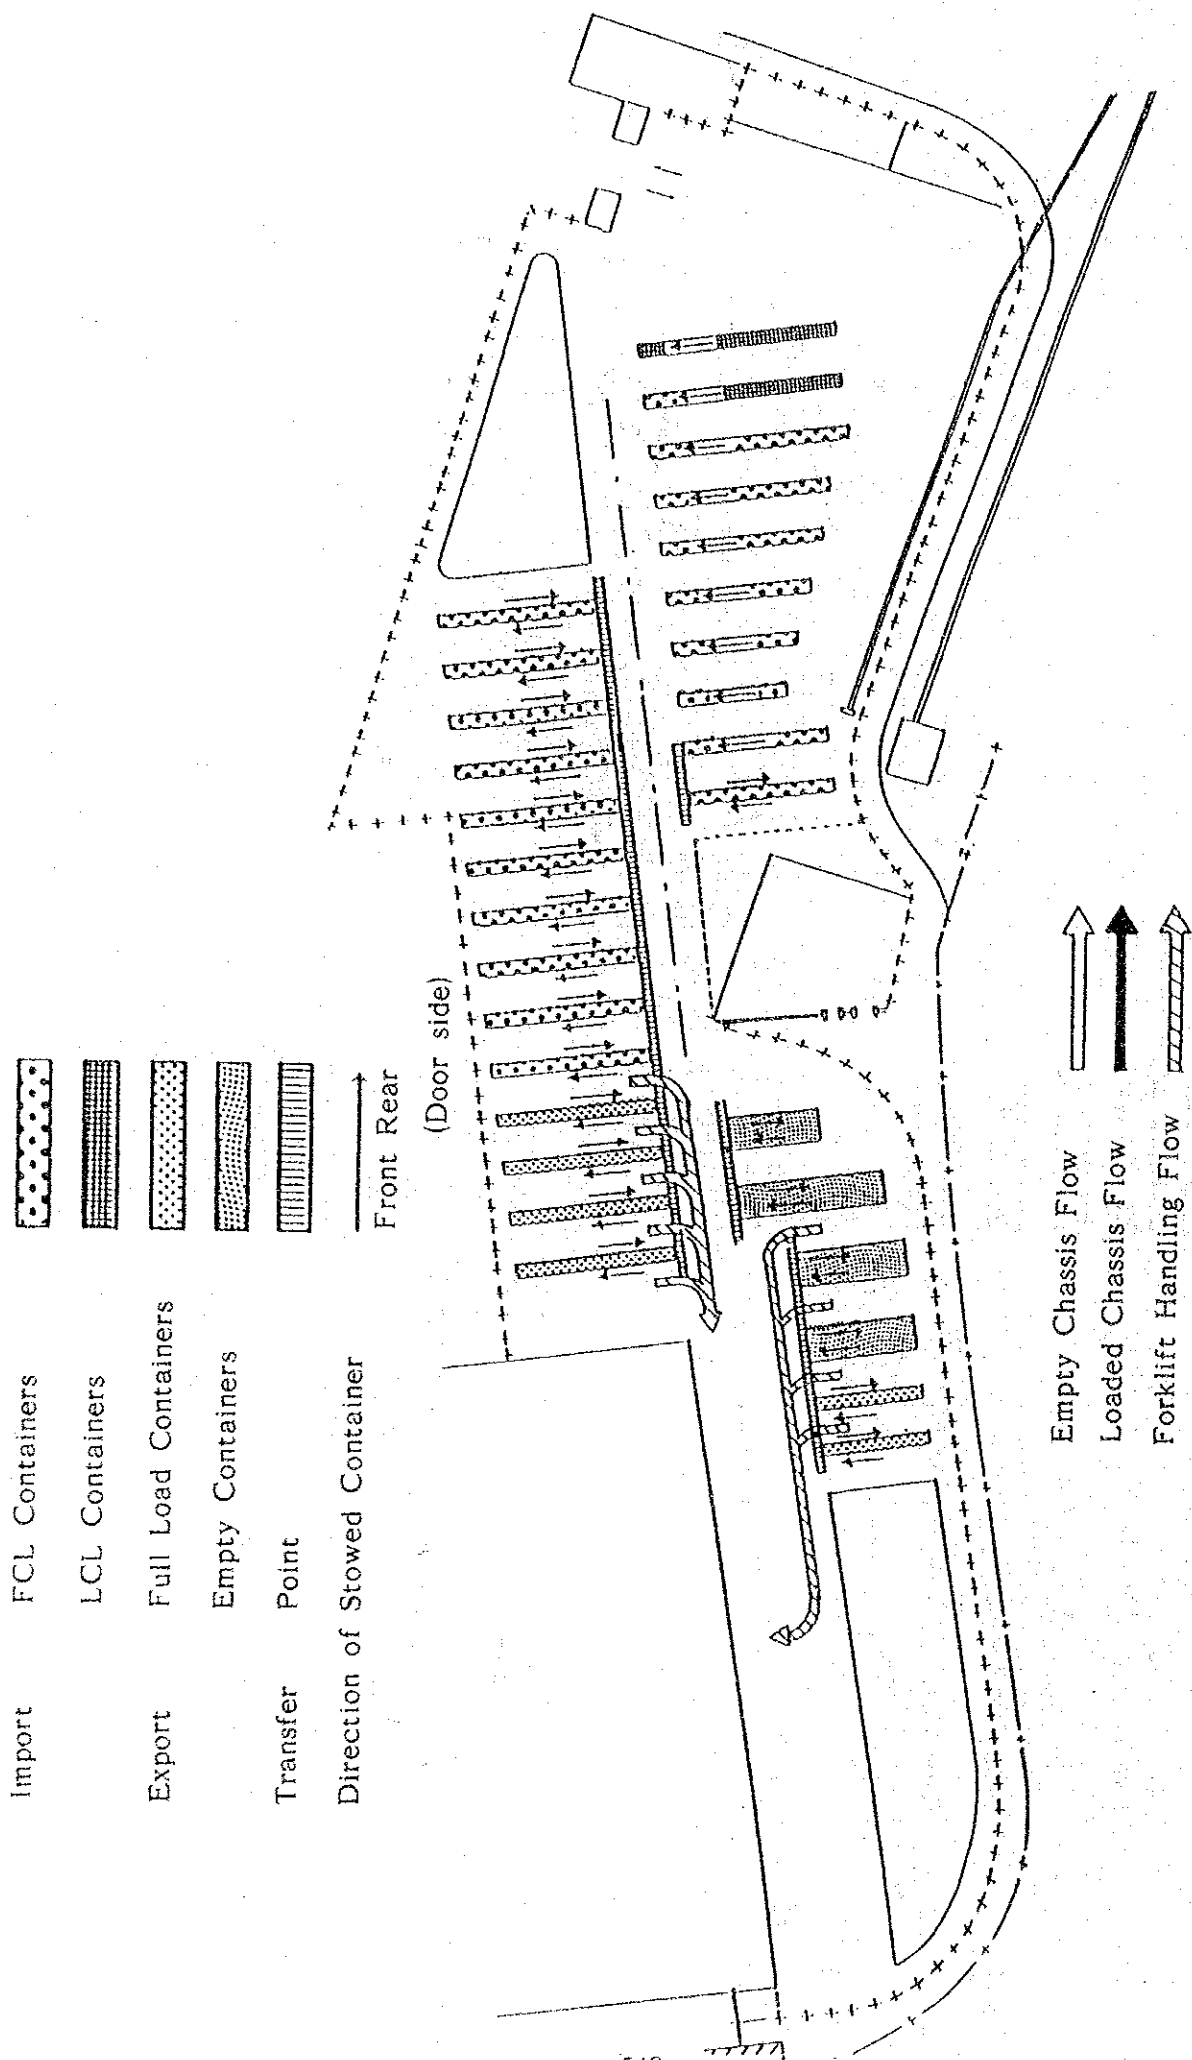 Import FCL Containers
LCL Containers
Export Full Load Containers
Empty Containers
Transfer Point
Direction of Stowed Container
Front Rear
(Door side)
Empty Chassis Flow
Loaded Chassis Flow
Forklift Handling Flow